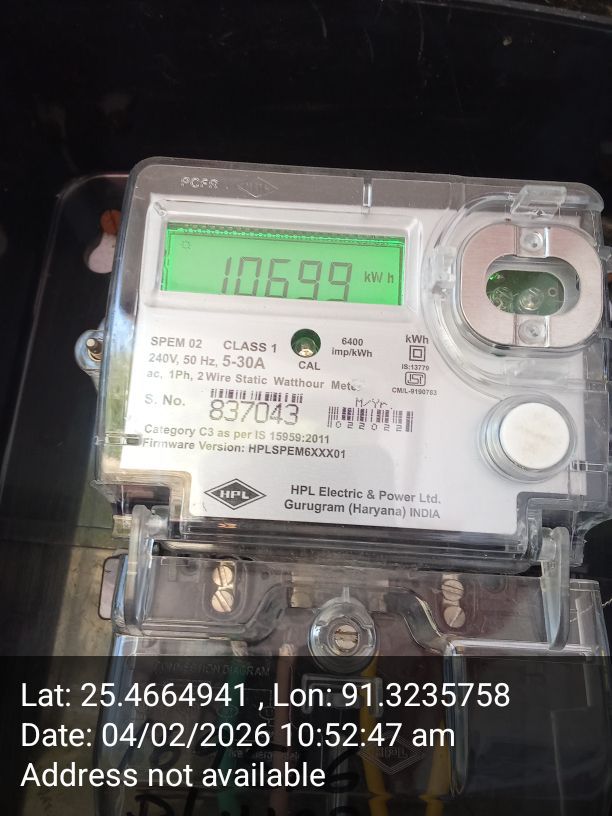 10699 kWh
SPEM 02 CLASS 1 CAL 6400 imp/kWh kWh
240V, 50 Hz, 5-30A
IS:13779
ac, 1Ph, 2 Wire Static Watthour Meter
CM/L-9190783
S. No. 837043 M/Yr
Category C3 as per IS 15959:2011
Firmware Version: HPLSPEM6XXX01
HPL
HPL Electric & Power Ltd.
Gurugram (Haryana) INDIA
Lat: 25.4664941 , Lon: 91.3235758
Date: 04/02/2026 10:52:47 am
Address not available